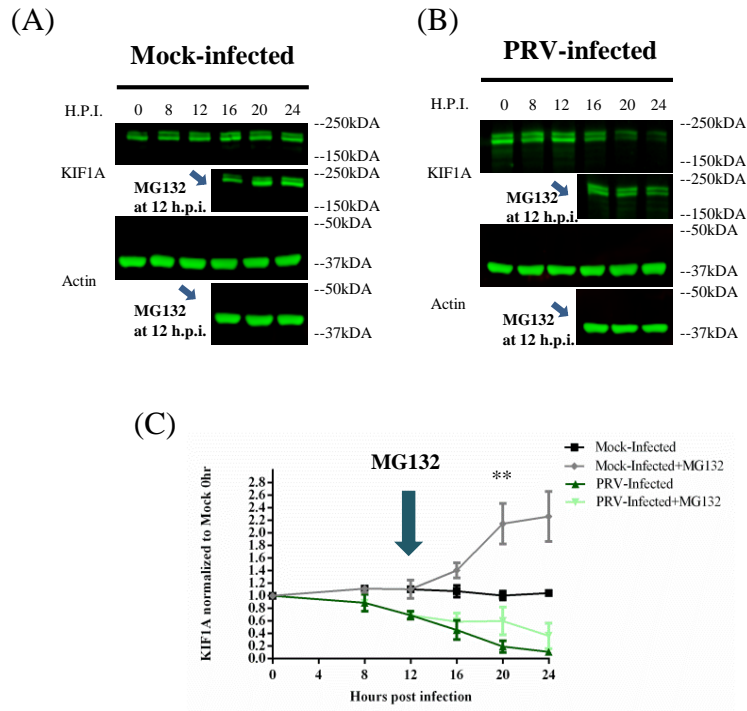 (A)
Mock-infected
H.P.I. 0 8 12 16 20 24
--250kDA
--150kDA
KIF1A
--250kDA
MG132
at 12 h.p.i.
--150kDA
--50kDA
--37kDA
Actin
--50kDA
MG132
at 12 h.p.i.
--37kDA
(B)
PRV-infected
H.P.I. 0 8 12 16 20 24
--250kDA
--150kDA
KIF1A
--250kDA
MG132
at 12 h.p.i.
--150kDA
--50kDA
--37kDA
Actin
--50kDA
MG132
at 12 h.p.i.
--37kDA
(C)
MG132
**
Mock-Infected
Mock-Infected+MG132
PRV-Infected
PRV-Infected+MG132
KIF1A normalized to Mock 0hr
2.8
2.6
2.4
2.2
2.0
1.8
1.6
1.4
1.2
1.0
0.8
0.6
0.4
0.2
0.0
0 4 8 12 16 20 24
Hours post infection